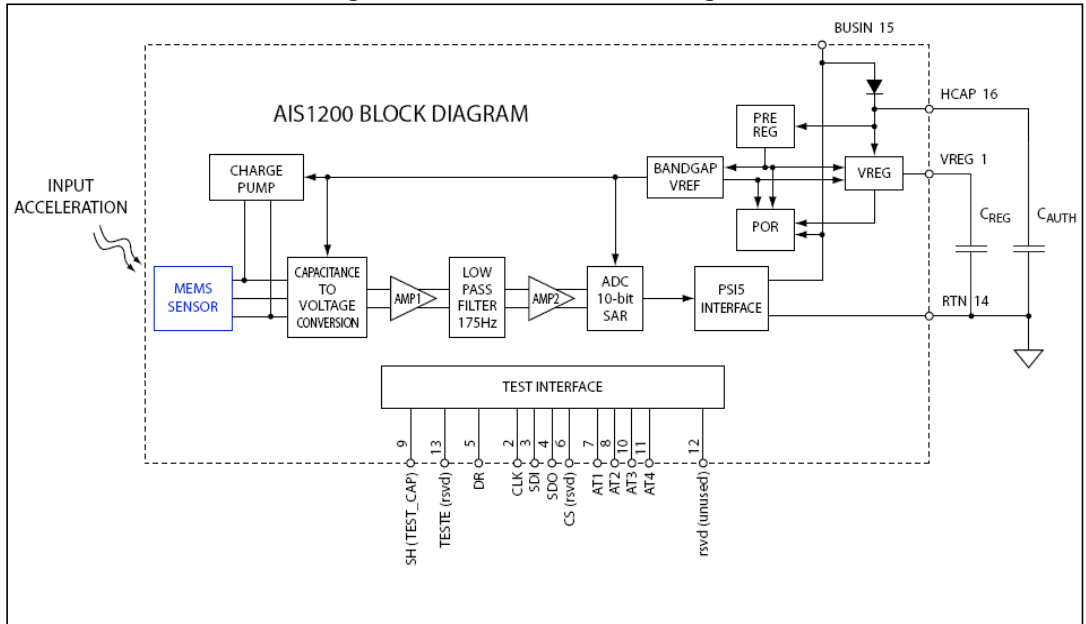 BUSIN 15
AIS1200 BLOCK DIAGRAM
HCAP 16
PRE
REG
CHARGE
PUMP
BANDGAP
VREF
VREG
VREG 1
INPUT
ACCELERATION
POR
CREG
CAUTH
MEMS
SENSOR
CAPACITANCE
TO
VOLTAGE
CONVERSION
AMP1
LOW
PASS
FILTER
175Hz
AMP2
ADC
10-bit
SAR
PSI5
INTERFACE
RTN 14
TEST INTERFACE
9
13
5
2
3
4
6
7
8
10
11
12
SH (TEST_CAP)
TESTE (rsvd)
DR
CLK
SDI
SDO
CS (rsvd)
AT1
AT2
AT3
AT4
rsvd (unused)